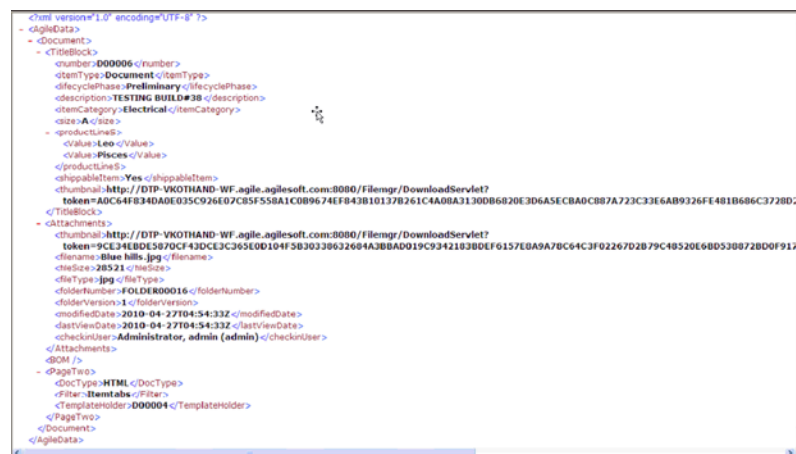 <?xml version="1.0" encoding="UTF-8" ?>
- <AgileData>
- <Document>
- <TitleBlock>
<number>D00006</number>
<itemType>Document</itemType>
<lifecyclePhase>Preliminary</lifecyclePhase>
<description>TESTING BUILD#38</description>
<itemCategory>Electrical</itemCategory>
<size>A</size>
- <productLineS>
<Value>Leo</Value>
<Value>Pisces</Value>
</productLineS>
<shippableItem>Yes</shippableItem>
<thumbnail>http://DTP-VKOTHAND-WF.agile.agilesoft.com:8080/Filemgr/DownloadServlet?
</TitleBlock>
- <Attachments>
<thumbnail>http://DTP-VKOTHAND-WF.agile.agilesoft.com:8080/Filemgr/DownloadServlet?
<filename>Blue hills.jpg</filename>
<fileSize>28521</fileSize>
<fileType>jpg</fileType>
<folderNumber>FOLDER00016</folderNumber>
<folderVersion>1</folderVersion>
<modifiedDate>2010-04-27T04:54:33Z</modifiedDate>
<lastViewDate>2010-04-27T04:54:33Z</lastViewDate>
<checkinUser>Administrator, admin (admin)</checkinUser>
</Attachments>
<BOM />
- <PageTwo>
<DocType>HTML</DocType>
<Filter>Itemtabs</Filter>
<TemplateHolder>D00004</TemplateHolder>
</PageTwo>
</Document>
</AgileData>